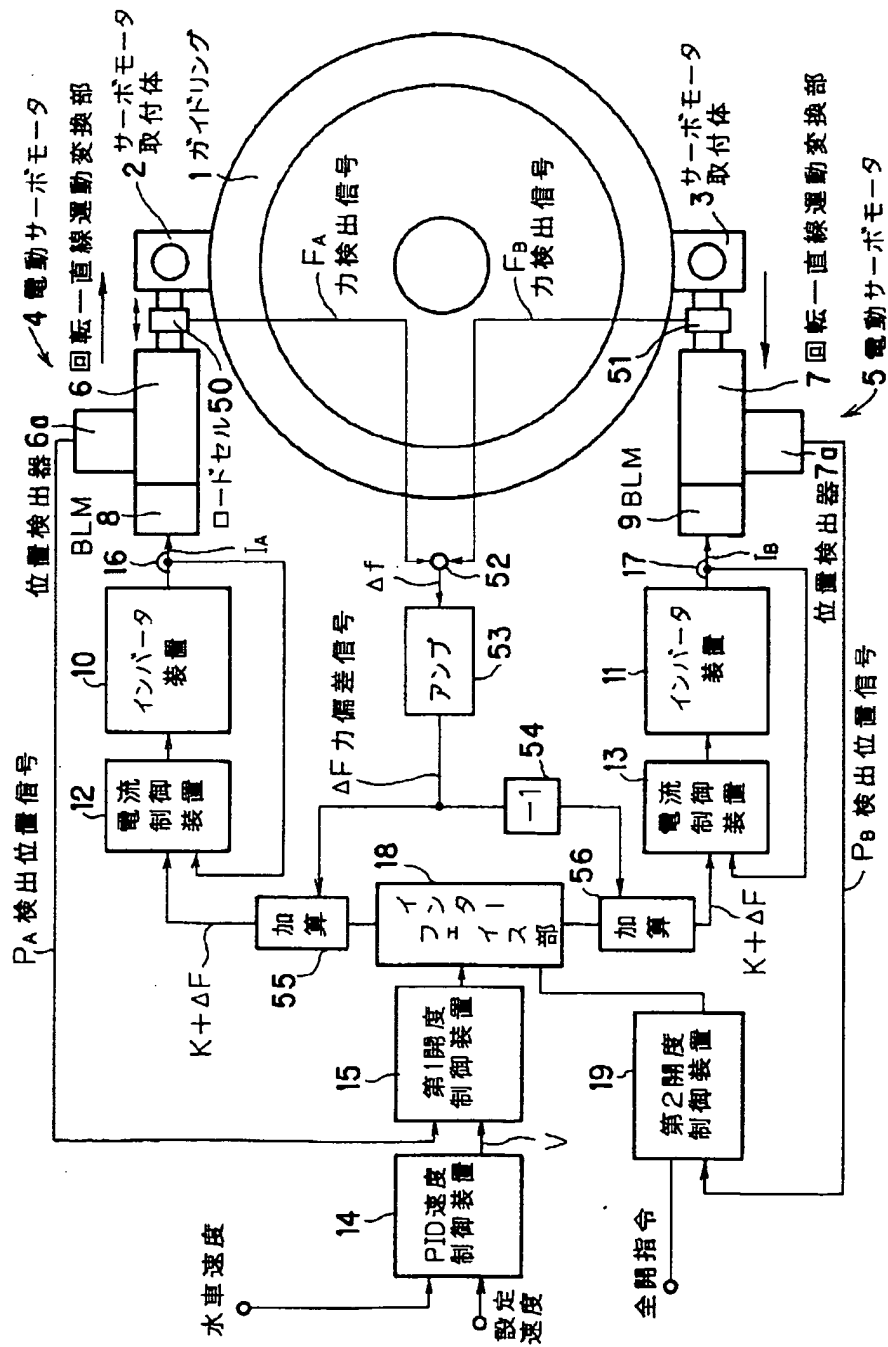 4 電動サーボモータ
6 回転ー直線運動変換部
2 サーボモータ
取付体
1 ガイドリング
位置検出器 6a
BLM
8
16
IA
ロードセル 50
FA
力検出信号
PA 検出位置信号
10
インバータ
装置
12
電流
制御
装置
K+ΔF
加算
55
ΔF 力偏差信号
アンプ
53
Δf
52
-1
54
18
インターフェイス部
56
加算
K+ΔF
FB
力検出信号
51
3 サーボモータ
取付体
7 回転ー直線運動変換部
5 電動サーボモータ
9 BLM
17
IB
位置検出器 7a
11
インバータ
装置
13
電流
制御
装置
PB 検出位置信号
15
第1開度
制御装置
V
14
PID速度
制御装置
水車速度
設定
速度
19
第2開度
制御装置
全開指令